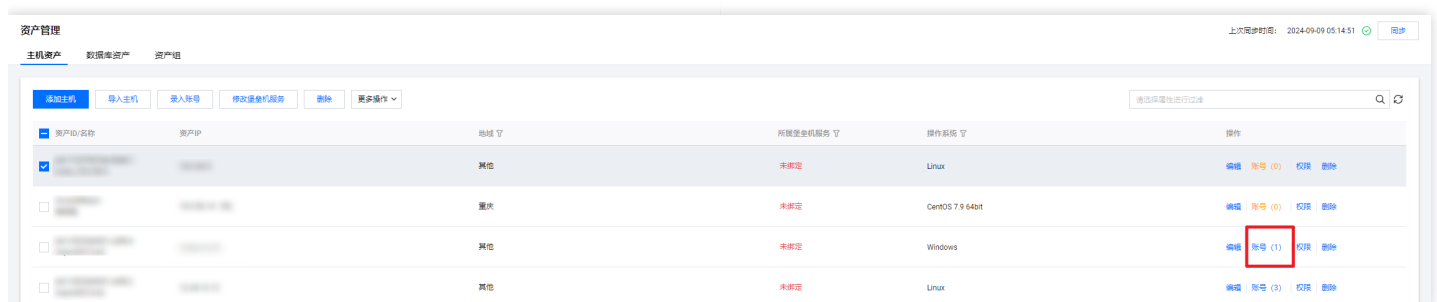 资产管理
上次同步时间: 2024-09-09 05:14:51 同步
主机资产 数据库资产 资产组
添加主机 导入主机 录入账号 修改堡垒机服务 删除 更多操作
请选择属性进行过滤
资产ID/名称 资产IP 地域 所属堡垒机服务 操作系统 操作
其他 未绑定 Linux 编辑 账号 (0) 权限 删除
重庆 未绑定 CentOS 7.9 64bit 编辑 账号 (0) 权限 删除
其他 未绑定 Windows 编辑 账号 (1) 权限 删除
其他 未绑定 Linux 编辑 账号 (3) 权限 删除